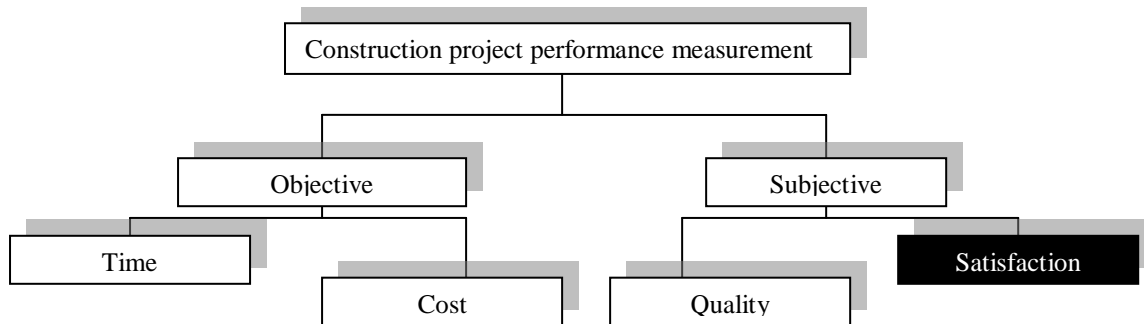 Construction project performance measurement
Objective
Subjective
Time
Satisfaction
Cost
Quality